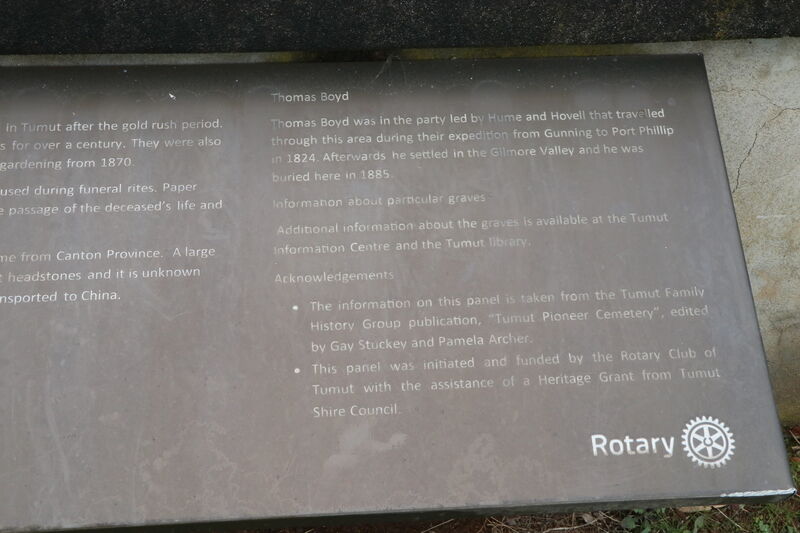 in Tumut after the gold rush period.
s for over a century. They were also
gardening from 1870.
used during funeral rites. Paper
e passage of the deceased's life and
me from Canton Province. A large
t headstones and it is unknown
nsported to China.
Thomas Boyd
Thomas Boyd was in the party led by Hume and Hovell that travelled
through this area during their expedition from Gunning to Port Phillip
in 1824. Afterwards he settled in the Gilmore Valley and he was
buried here in 1885.
Information about particular graves
Additional information about the graves is available at the Tumut
Information Centre and the Tumut library.
Acknowledgements
• The information on this panel is taken from the Tumut Family
History Group publication, "Tumut Pioneer Cemetery", edited
by Gay Stuckey and Pamela Archer.
• This panel was initiated and funded by the Rotary Club of
Tumut with the assistance of a Heritage Grant from Tumut
Shire Council.
Rotary